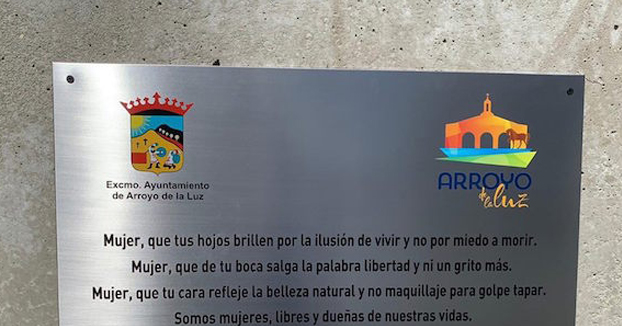 Excmo. Ayuntamiento
de Arroyo de la Luz
ARROYO
de la luz
Mujer, que tus hojos brillen por la ilusión de vivir y no por miedo a morir.
Mujer, que de tu boca salga la palabra libertad y ni un grito más.
Mujer, que tu cara refleje la belleza natural y no maquillaje para golpe tapar.
Somos mujeres, libres y dueñas de nuestras vidas.